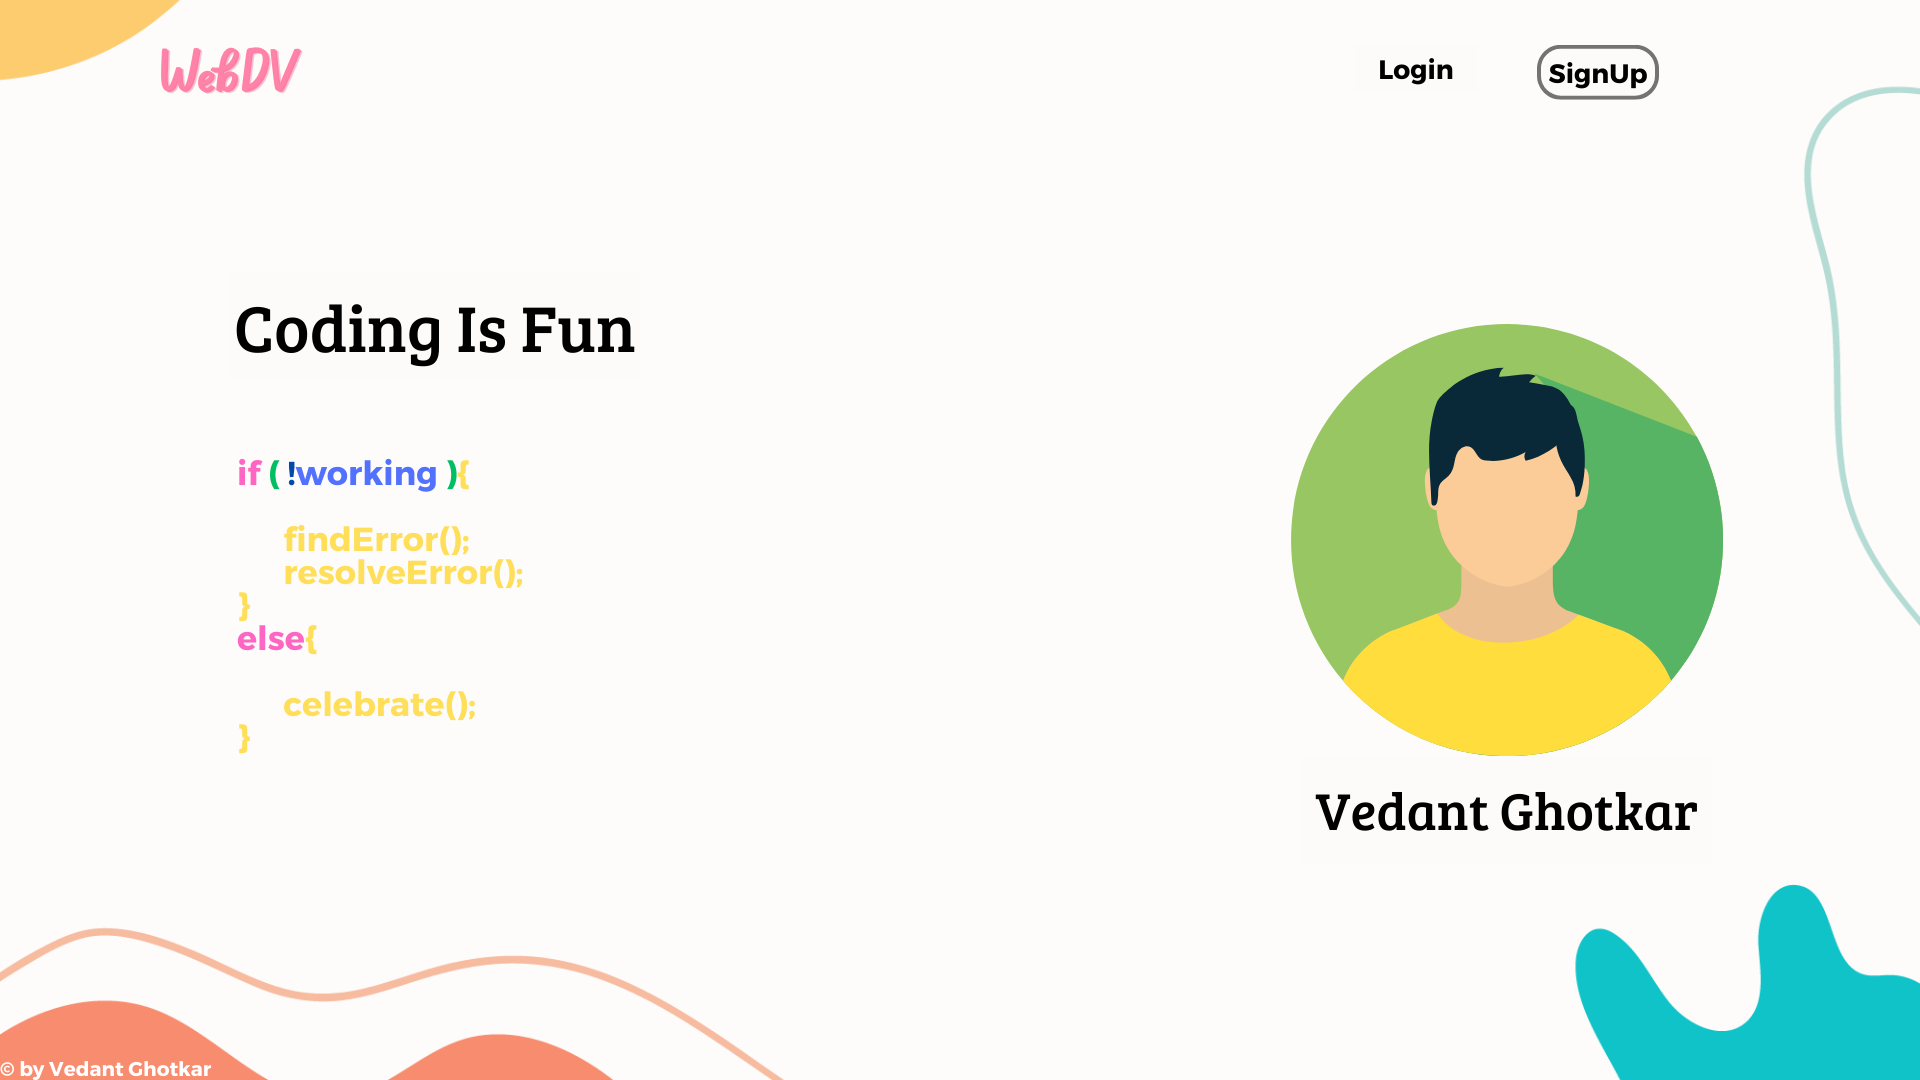 WeBDV
Login
SignUp
Coding Is Fun
if ( !working ){
findError();
resolveError();
}
else{
celebrate();
}
Vedant Ghotkar
© by Vedant Ghotkar